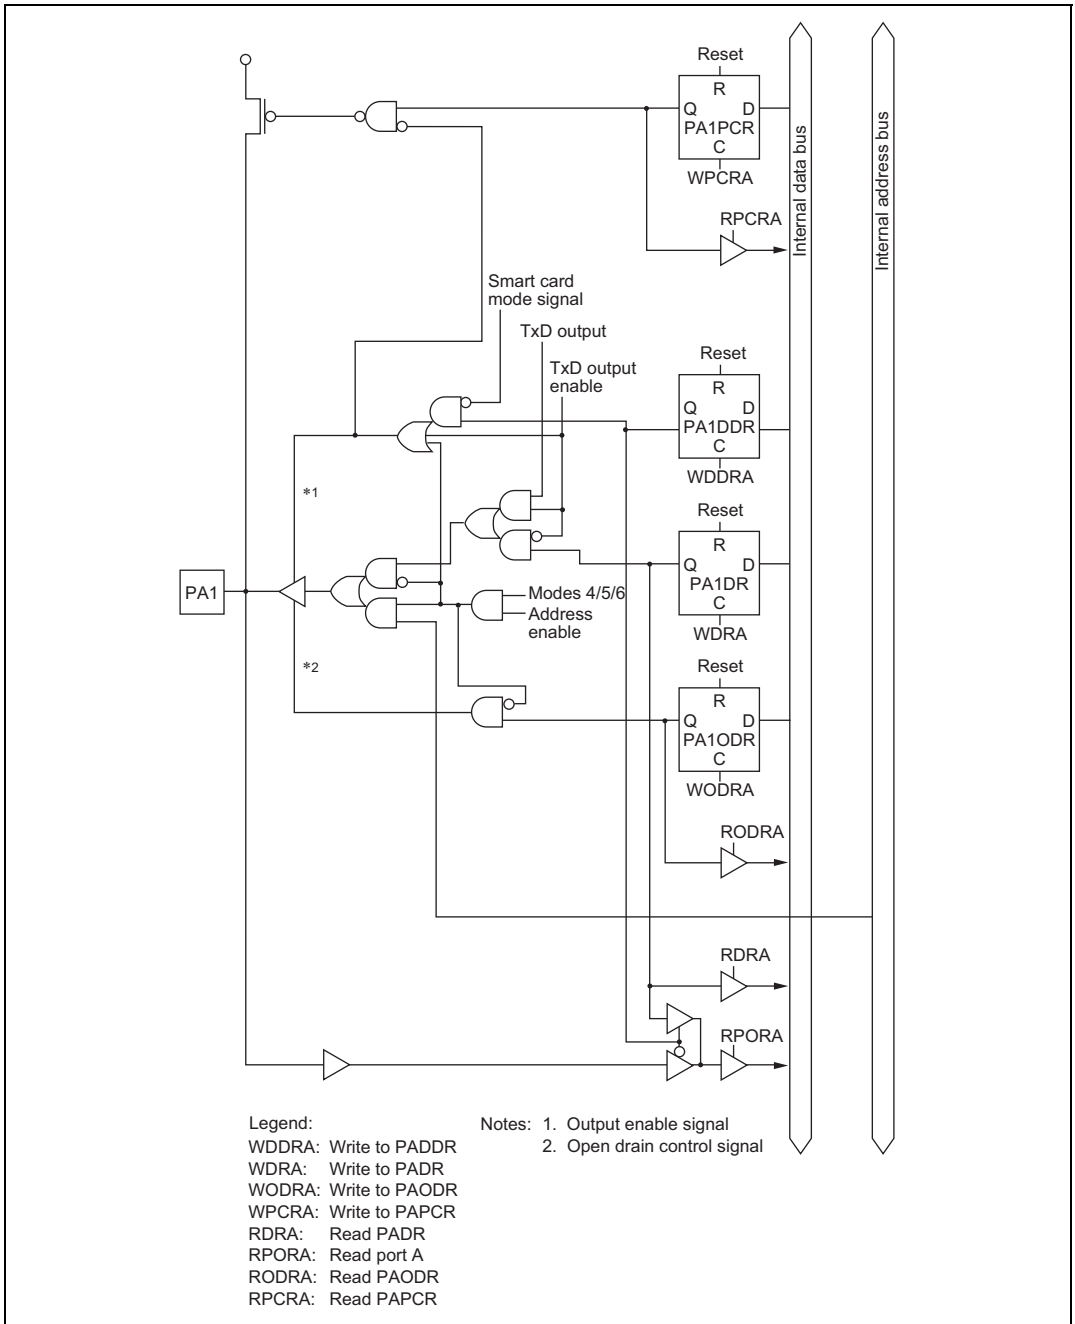 Reset
R
Q D
PA1PCR
C
WPCRA
RPCRA
Internal data bus
Internal address bus
Smart card
mode signal
TxD output
TxD output
enable
Reset
R
Q D
PA1DDR
C
WDDRA
*1
Reset
R
Q D
PA1DR
C
WDRA
PA1
Modes 4/5/6
Address
enable
*2
Reset
R
Q D
PA1ODR
C
WODRA
RODRA
RDRA
RPORA
Legend:
WDDRA: Write to PADDR
WDRA: Write to PADR
WODRA: Write to PAODR
WPCRA: Write to PAPCR
RDRA: Read PADR
RPORA: Read port A
RODRA: Read PAODR
RPCRA: Read PAPCR
Notes: 1. Output enable signal
2. Open drain control signal